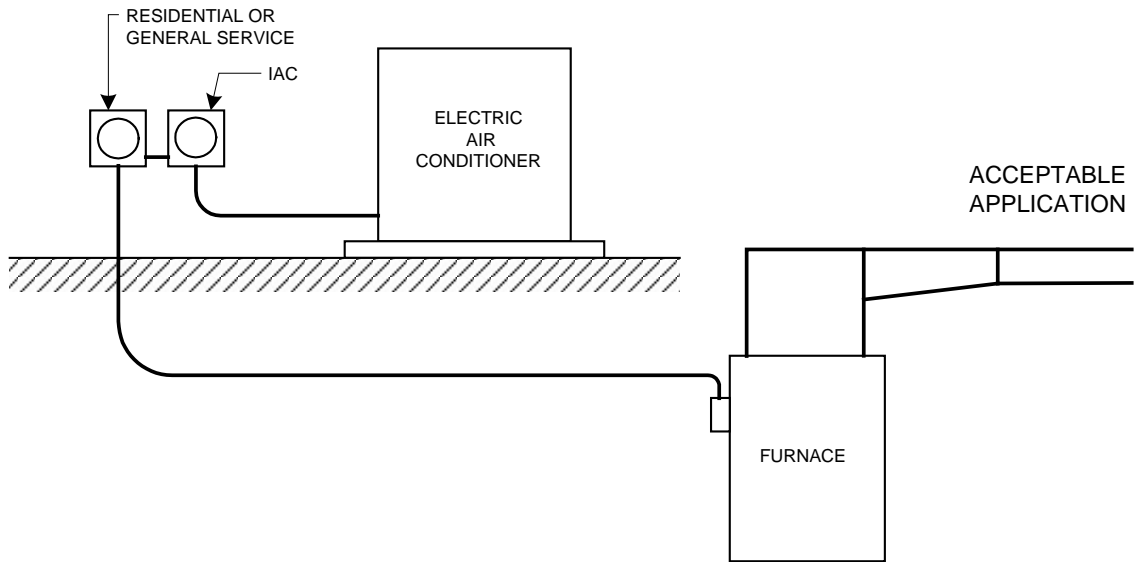 RESIDENTIAL OR
GENERAL SERVICE
IAC
ELECTRIC
AIR
CONDITIONER
ACCEPTABLE
APPLICATION
FURNACE